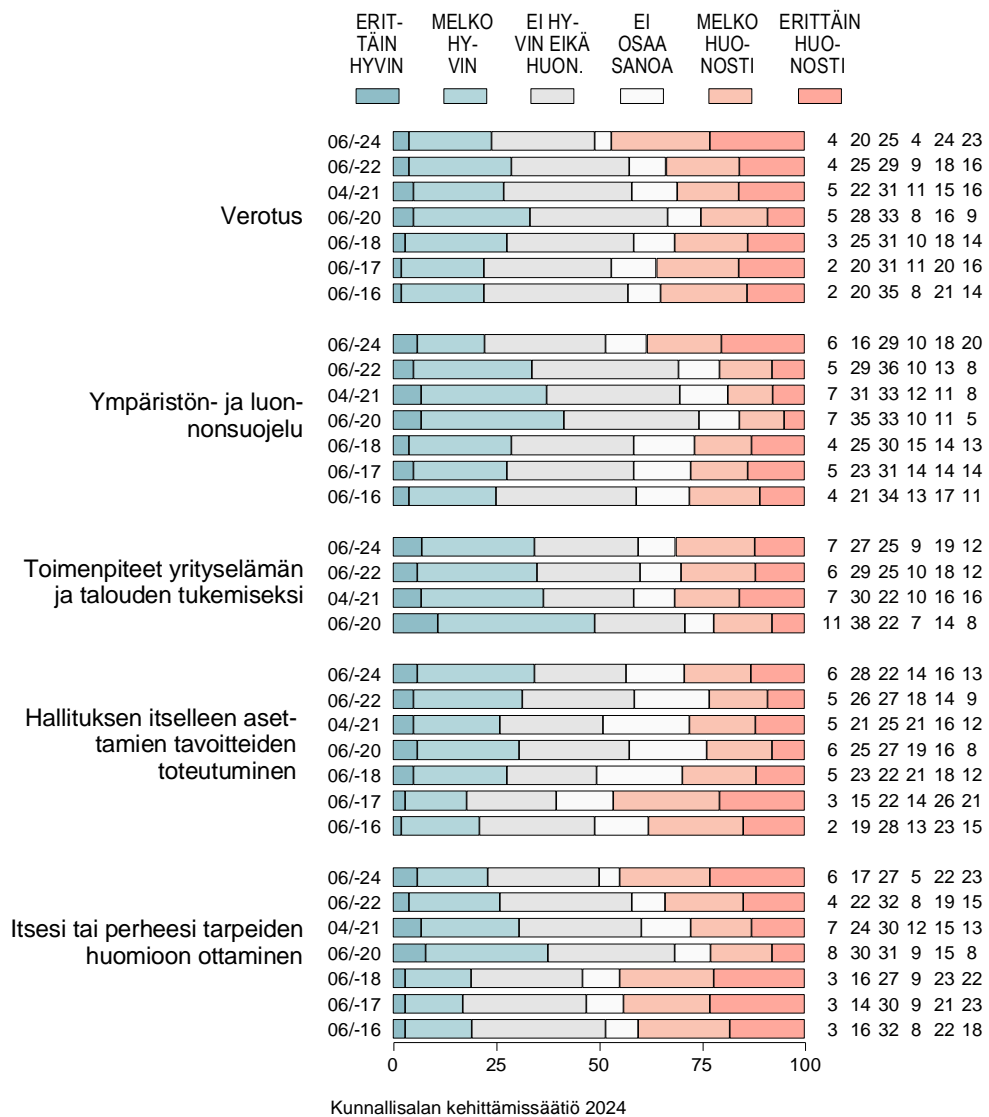 ERIT- MELKO EI HY- EI MELKO ERITTÄIN
TÄIN HY- VIN EIKÄ OSAA HUO- HUO-
HYVIN VIN HUON. SANOA NOSTI NOSTI
06/-24 4 20 25 4 24 23
06/-22 4 25 29 9 18 16
04/-21 5 22 31 11 15 16
Verotus 06/-20 5 28 33 8 16 9
06/-18 3 25 31 10 18 14
06/-17 2 20 31 11 20 16
06/-16 2 20 35 8 21 14
06/-24 6 16 29 10 18 20
06/-22 5 29 36 10 13 8
Ympäristön- ja luon- 04/-21 7 31 33 12 11 8
nonsuojelu 06/-20 7 35 33 10 11 5
06/-18 4 25 30 15 14 13
06/-17 5 23 31 14 14 14
06/-16 4 21 34 13 17 11
06/-24 7 27 25 9 19 12
Toimenpiteet yrityselämän 06/-22 6 29 25 10 18 12
ja talouden tukemiseksi 04/-21 7 30 22 10 16 16
06/-20 11 38 22 7 14 8
06/-24 6 28 22 14 16 13
06/-22 5 26 27 18 14 9
Hallituksen itselleen aset- 04/-21 5 21 25 21 16 12
tamien tavoitteiden 06/-20 6 25 27 19 16 8
toteutuminen 06/-18 5 23 22 21 18 12
06/-17 3 15 22 14 26 21
06/-16 2 19 28 13 23 15
06/-24 6 17 27 5 22 23
06/-22 4 22 32 8 19 15
Itsesi tai perheesi tarpeiden 04/-21 7 24 30 12 15 13
huomioon ottaminen 06/-20 8 30 31 9 15 8
06/-18 3 16 27 9 23 22
06/-17 3 14 30 9 21 23
06/-16 3 16 32 8 22 18
0 25 50 75 100
Kunnallisalan kehittämissäätiö 2024